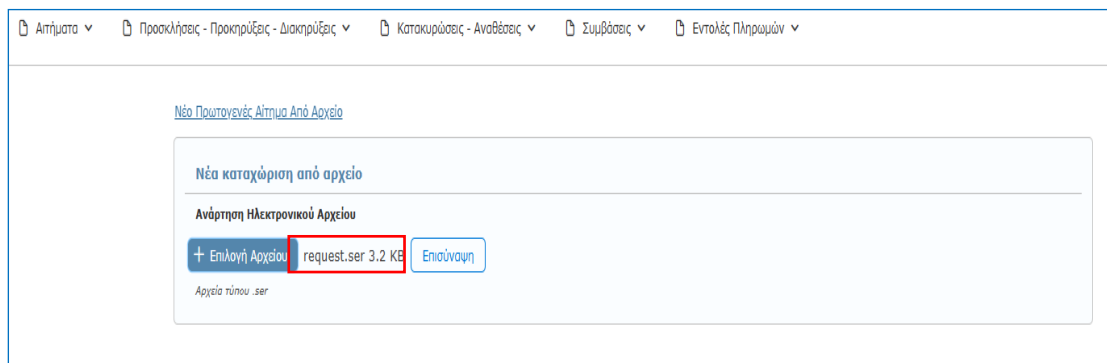 Αιτήματα Προσκλήσεις - Προκηρύξεις - Διακηρύξεις Κατακυρώσεις - Αναθέσεις Συμβάσεις Εντολές Πληρωμών
Νέο Πρωτογενές Αίτημα Από Αρχείο
Νέα καταχώριση από αρχείο
Ανάρτηση Ηλεκτρονικού Αρχείου
+ Επιλογή Αρχείου request.ser 3.2 KB Επισύναψη
Αρχεία τύπου .ser